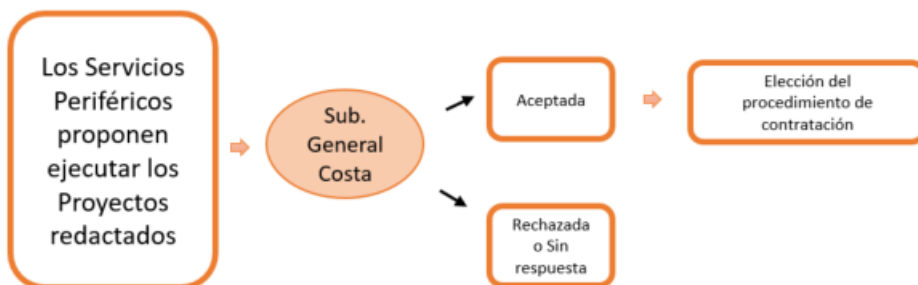 Los Servicios
Periféricos
proponen
ejecutar los
Proyectos
redactados
Sub.
General
Costa
Aceptada
Elección del
procedimiento de
contratación
Rechazada
o Sin
respuesta